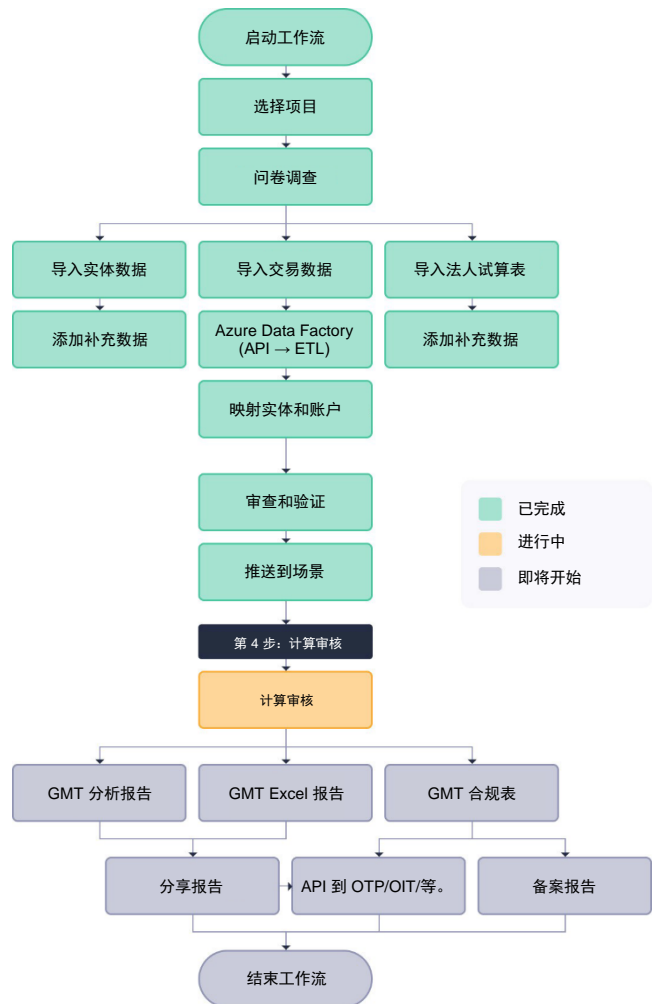 启动工作流
选择项目
问卷调查
导入实体数据
导入交易数据
导入法人试算表
添加补充数据
Azure Data Factory
(API → ETL)
添加补充数据
映射实体和账户
审查和验证
推送到场景
已完成
进行中
即将开始
第 4 步：计算审核
计算审核
GMT 分析报告
GMT Excel 报告
GMT 合规表
分享报告
API 到 OTP/OIT/等。
备案报告
结束工作流